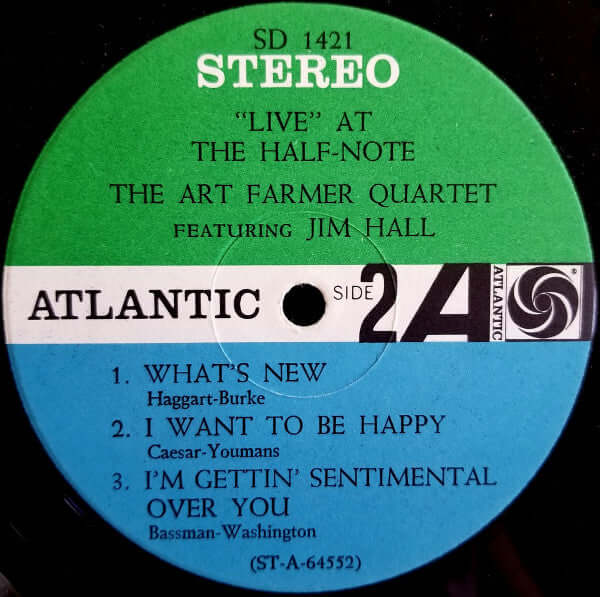 SD 1421
STEREO
“LIVE” AT
THE HALF-NOTE
THE ART FARMER QUARTET
FEATURING JIM HALL
ATLANTIC
SIDE 2
A
ATLANTIC
®
1. WHAT'S NEW
Haggart-Burke
2. I WANT TO BE HAPPY
Caesar-Youmans
3. I'M GETTIN' SENTIMENTAL
OVER YOU
Bassman-Washington
(ST-A-64552)